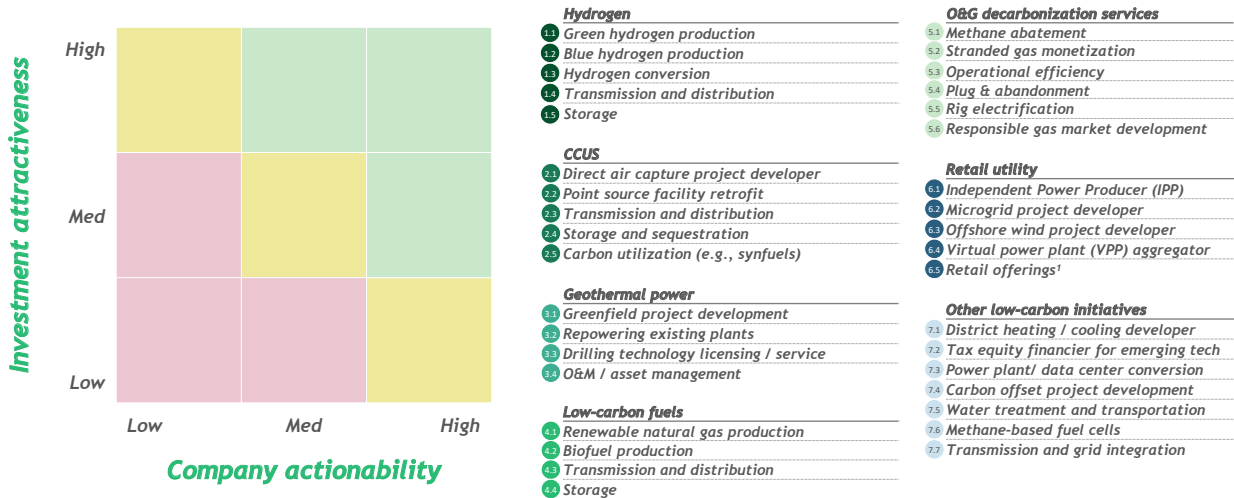 Investment attractiveness
High
Med
Low
Low
Med
High
Company actionability
Hydrogen
1.1 Green hydrogen production
1.2 Blue hydrogen production
1.3 Hydrogen conversion
1.4 Transmission and distribution
1.5 Storage
CCUS
2.1 Direct air capture project developer
2.2 Point source facility retrofit
2.3 Transmission and distribution
2.4 Storage and sequestration
2.5 Carbon utilization (e.g., synfuels)
Geothermal power
3.1 Greenfield project development
3.2 Repowering existing plants
3.3 Drilling technology licensing / service
3.4 O&M / asset management
Low-carbon fuels
4.1 Renewable natural gas production
4.2 Biofuel production
4.3 Transmission and distribution
4.4 Storage
O&G decarbonization services
5.1 Methane abatement
5.2 Stranded gas monetization
5.3 Operational efficiency
5.4 Plug & abandonment
5.5 Rig electrification
5.6 Responsible gas market development
Retail utility
6.1 Independent Power Producer (IPP)
6.2 Microgrid project developer
6.3 Offshore wind project developer
6.4 Virtual power plant (VPP) aggregator
6.5 Retail offerings¹
Other low-carbon initiatives
7.1 District heating / cooling developer
7.2 Tax equity financier for emerging tech
7.3 Power plant/ data center conversion
7.4 Carbon offset project development
7.5 Water treatment and transportation
7.6 Methane-based fuel cells
7.7 Transmission and grid integration